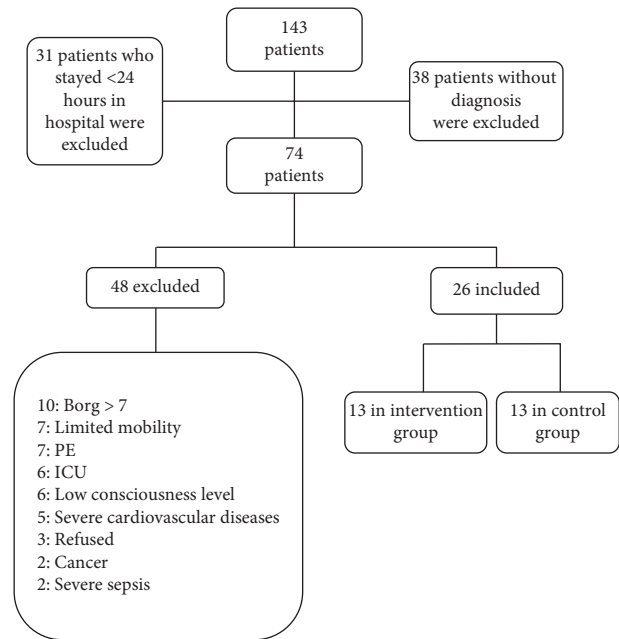 143
patients
31 patients who
stayed <24
hours in
hospital were
excluded
38 patients without
diagnosis
were excluded
74
patients
48 excluded
26 included
10: Borg > 7
7: Limited mobility
7: PE
6: ICU
6: Low consciousness level
5: Severe cardiovascular diseases
3: Refused
2: Cancer
2: Severe sepsis
13 in intervention
group
13 in control
group